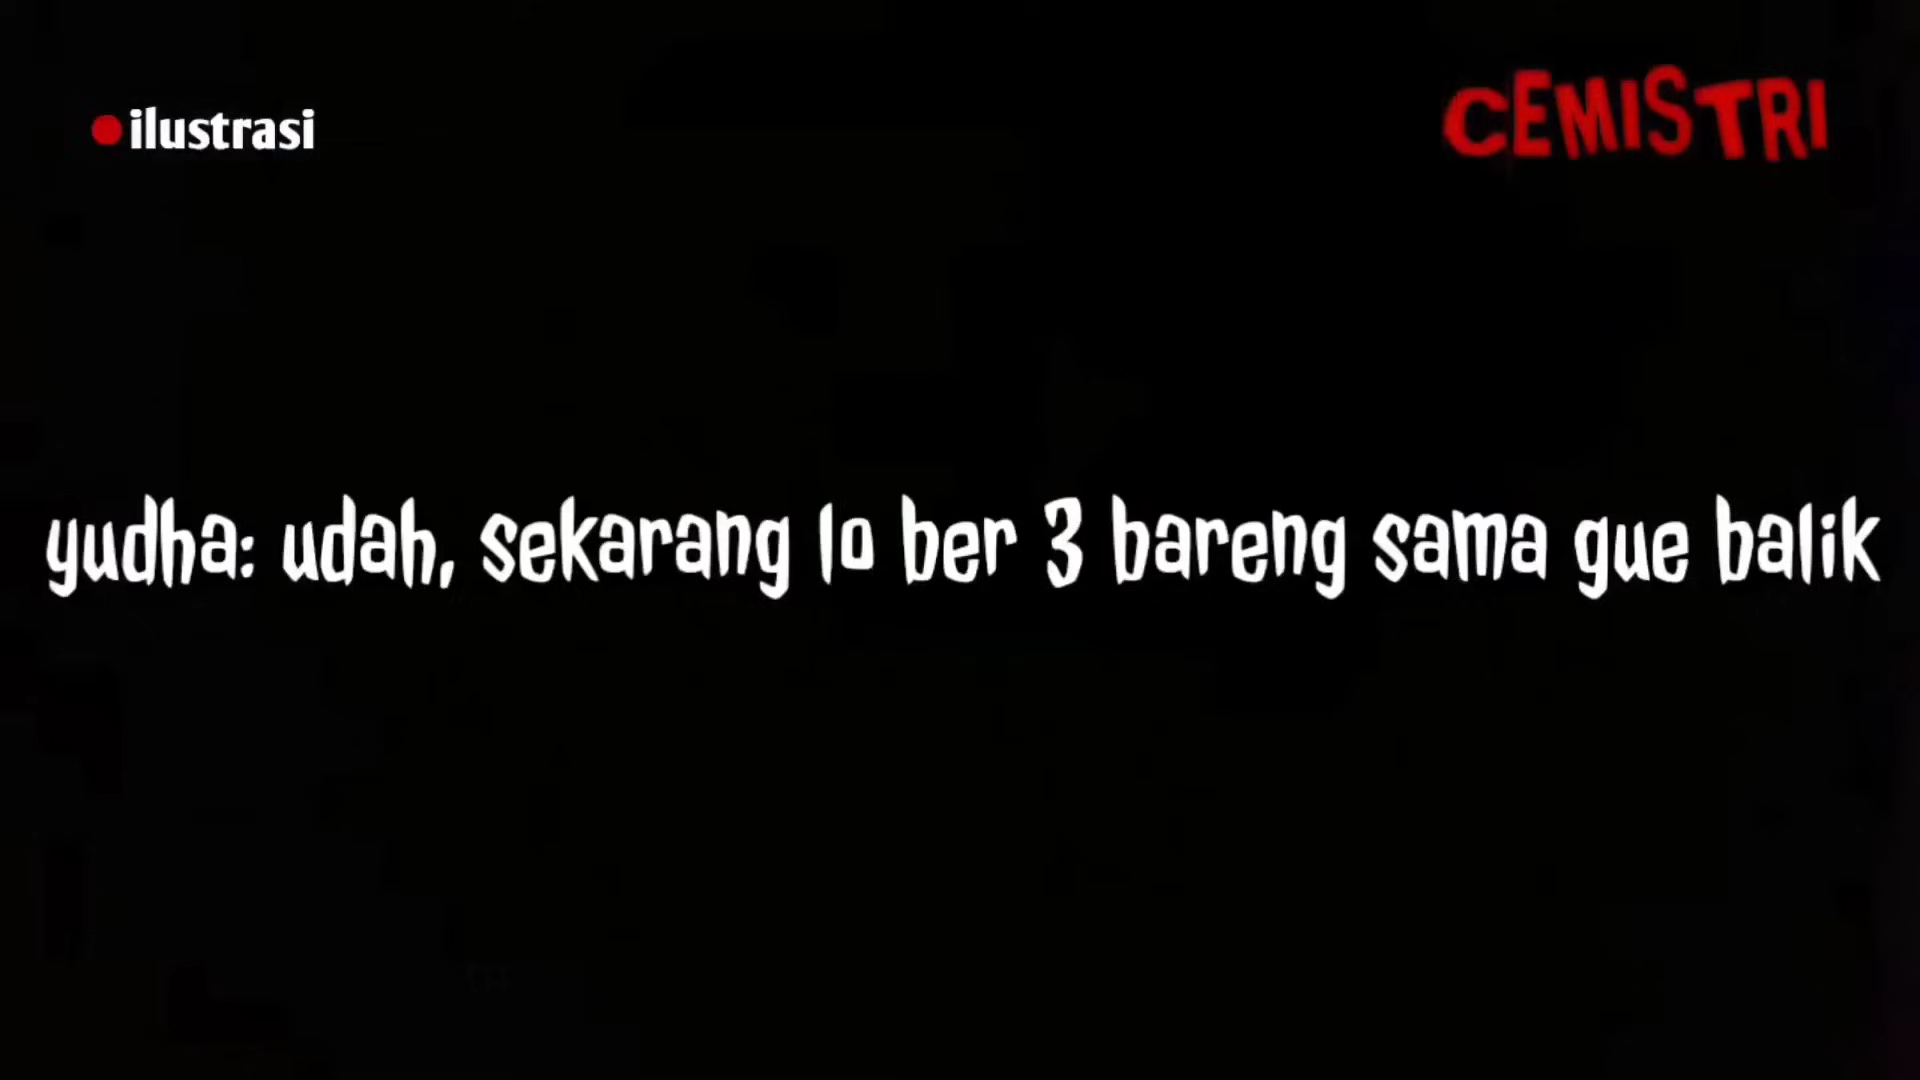 ilustrasi
CEMISTRI
yudha: udah, sekarang lo ber 3 bareng sama gue balik